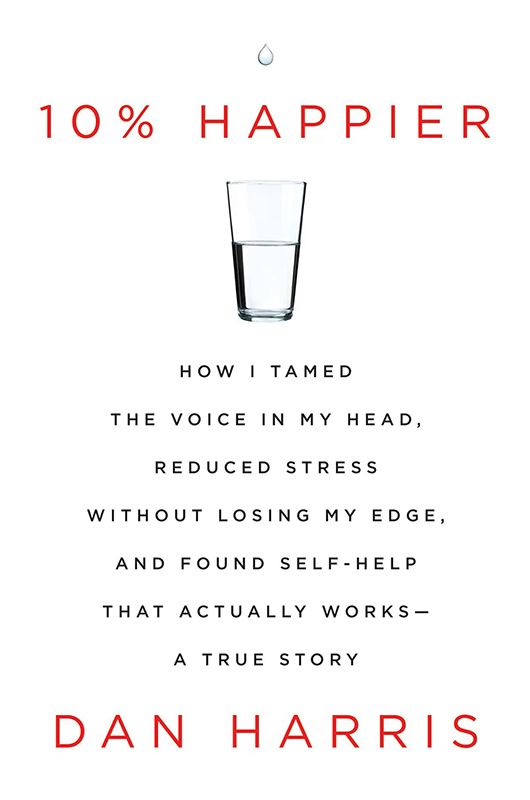 10% HAPPIER
HOW I TAMED
THE VOICE IN MY HEAD,
REDUCED STRESS
WITHOUT LOSING MY EDGE,
AND FOUND SELF-HELP
THAT ACTUALLY WORKS—
A TRUE STORY
DAN HARRIS